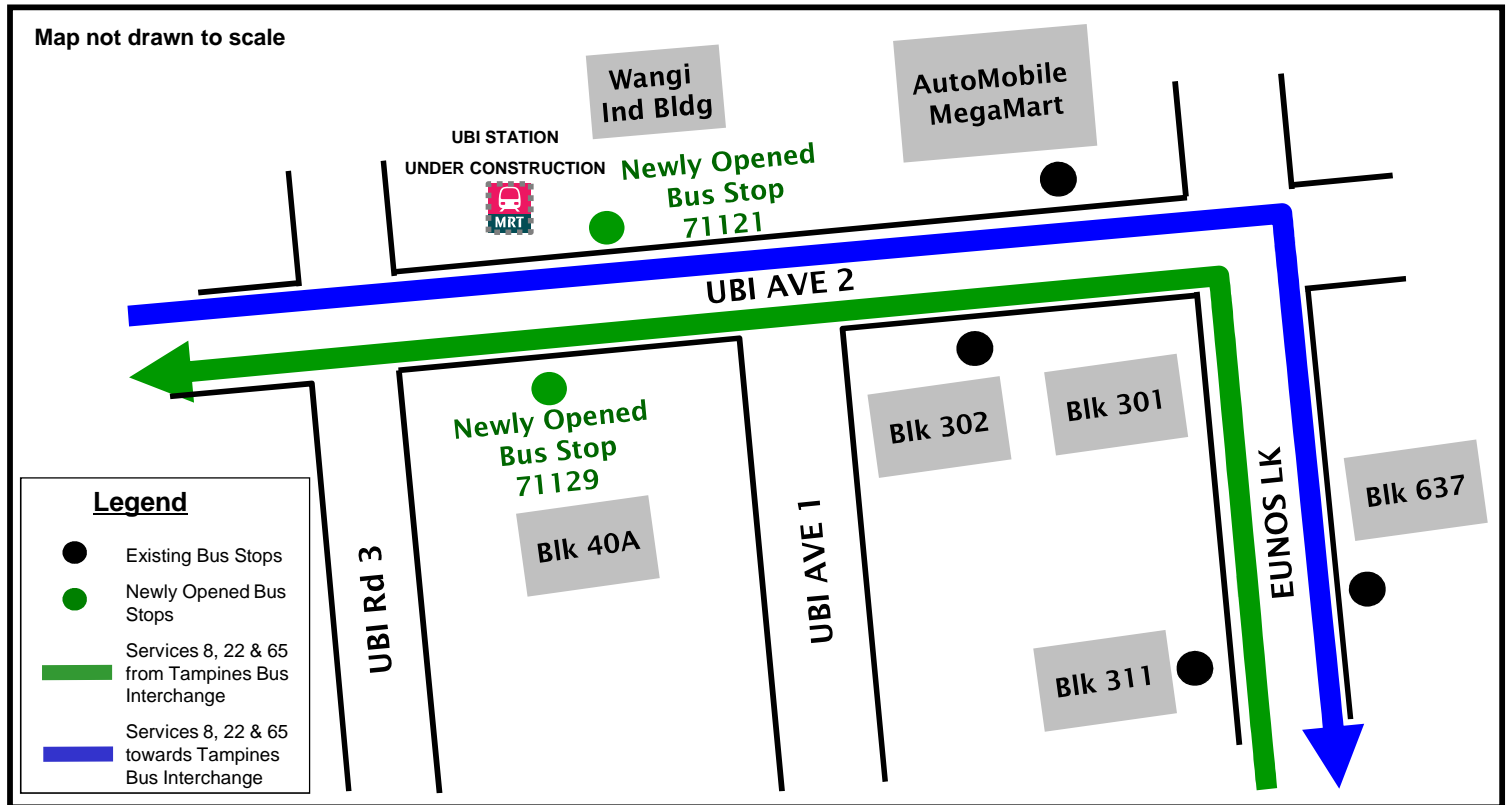 Map not drawn to scale
Wangi
Ind Bldg
AutoMobile
MegaMart
UBI STATION
UNDER CONSTRUCTION
MRT
Newly Opened
Bus Stop
71121
UBI AVE 2
Newly Opened
Bus Stop
71129
Blk 302
Blk 301
Blk 637
Blk 40A
Blk 311
UBI Rd 3
UBI AVE 1
EUNOS LK
Legend
Existing Bus Stops
Newly Opened Bus
Stops
Services 8, 22 & 65
from Tampines Bus
Interchange
Services 8, 22 & 65
towards Tampines
Bus Interchange